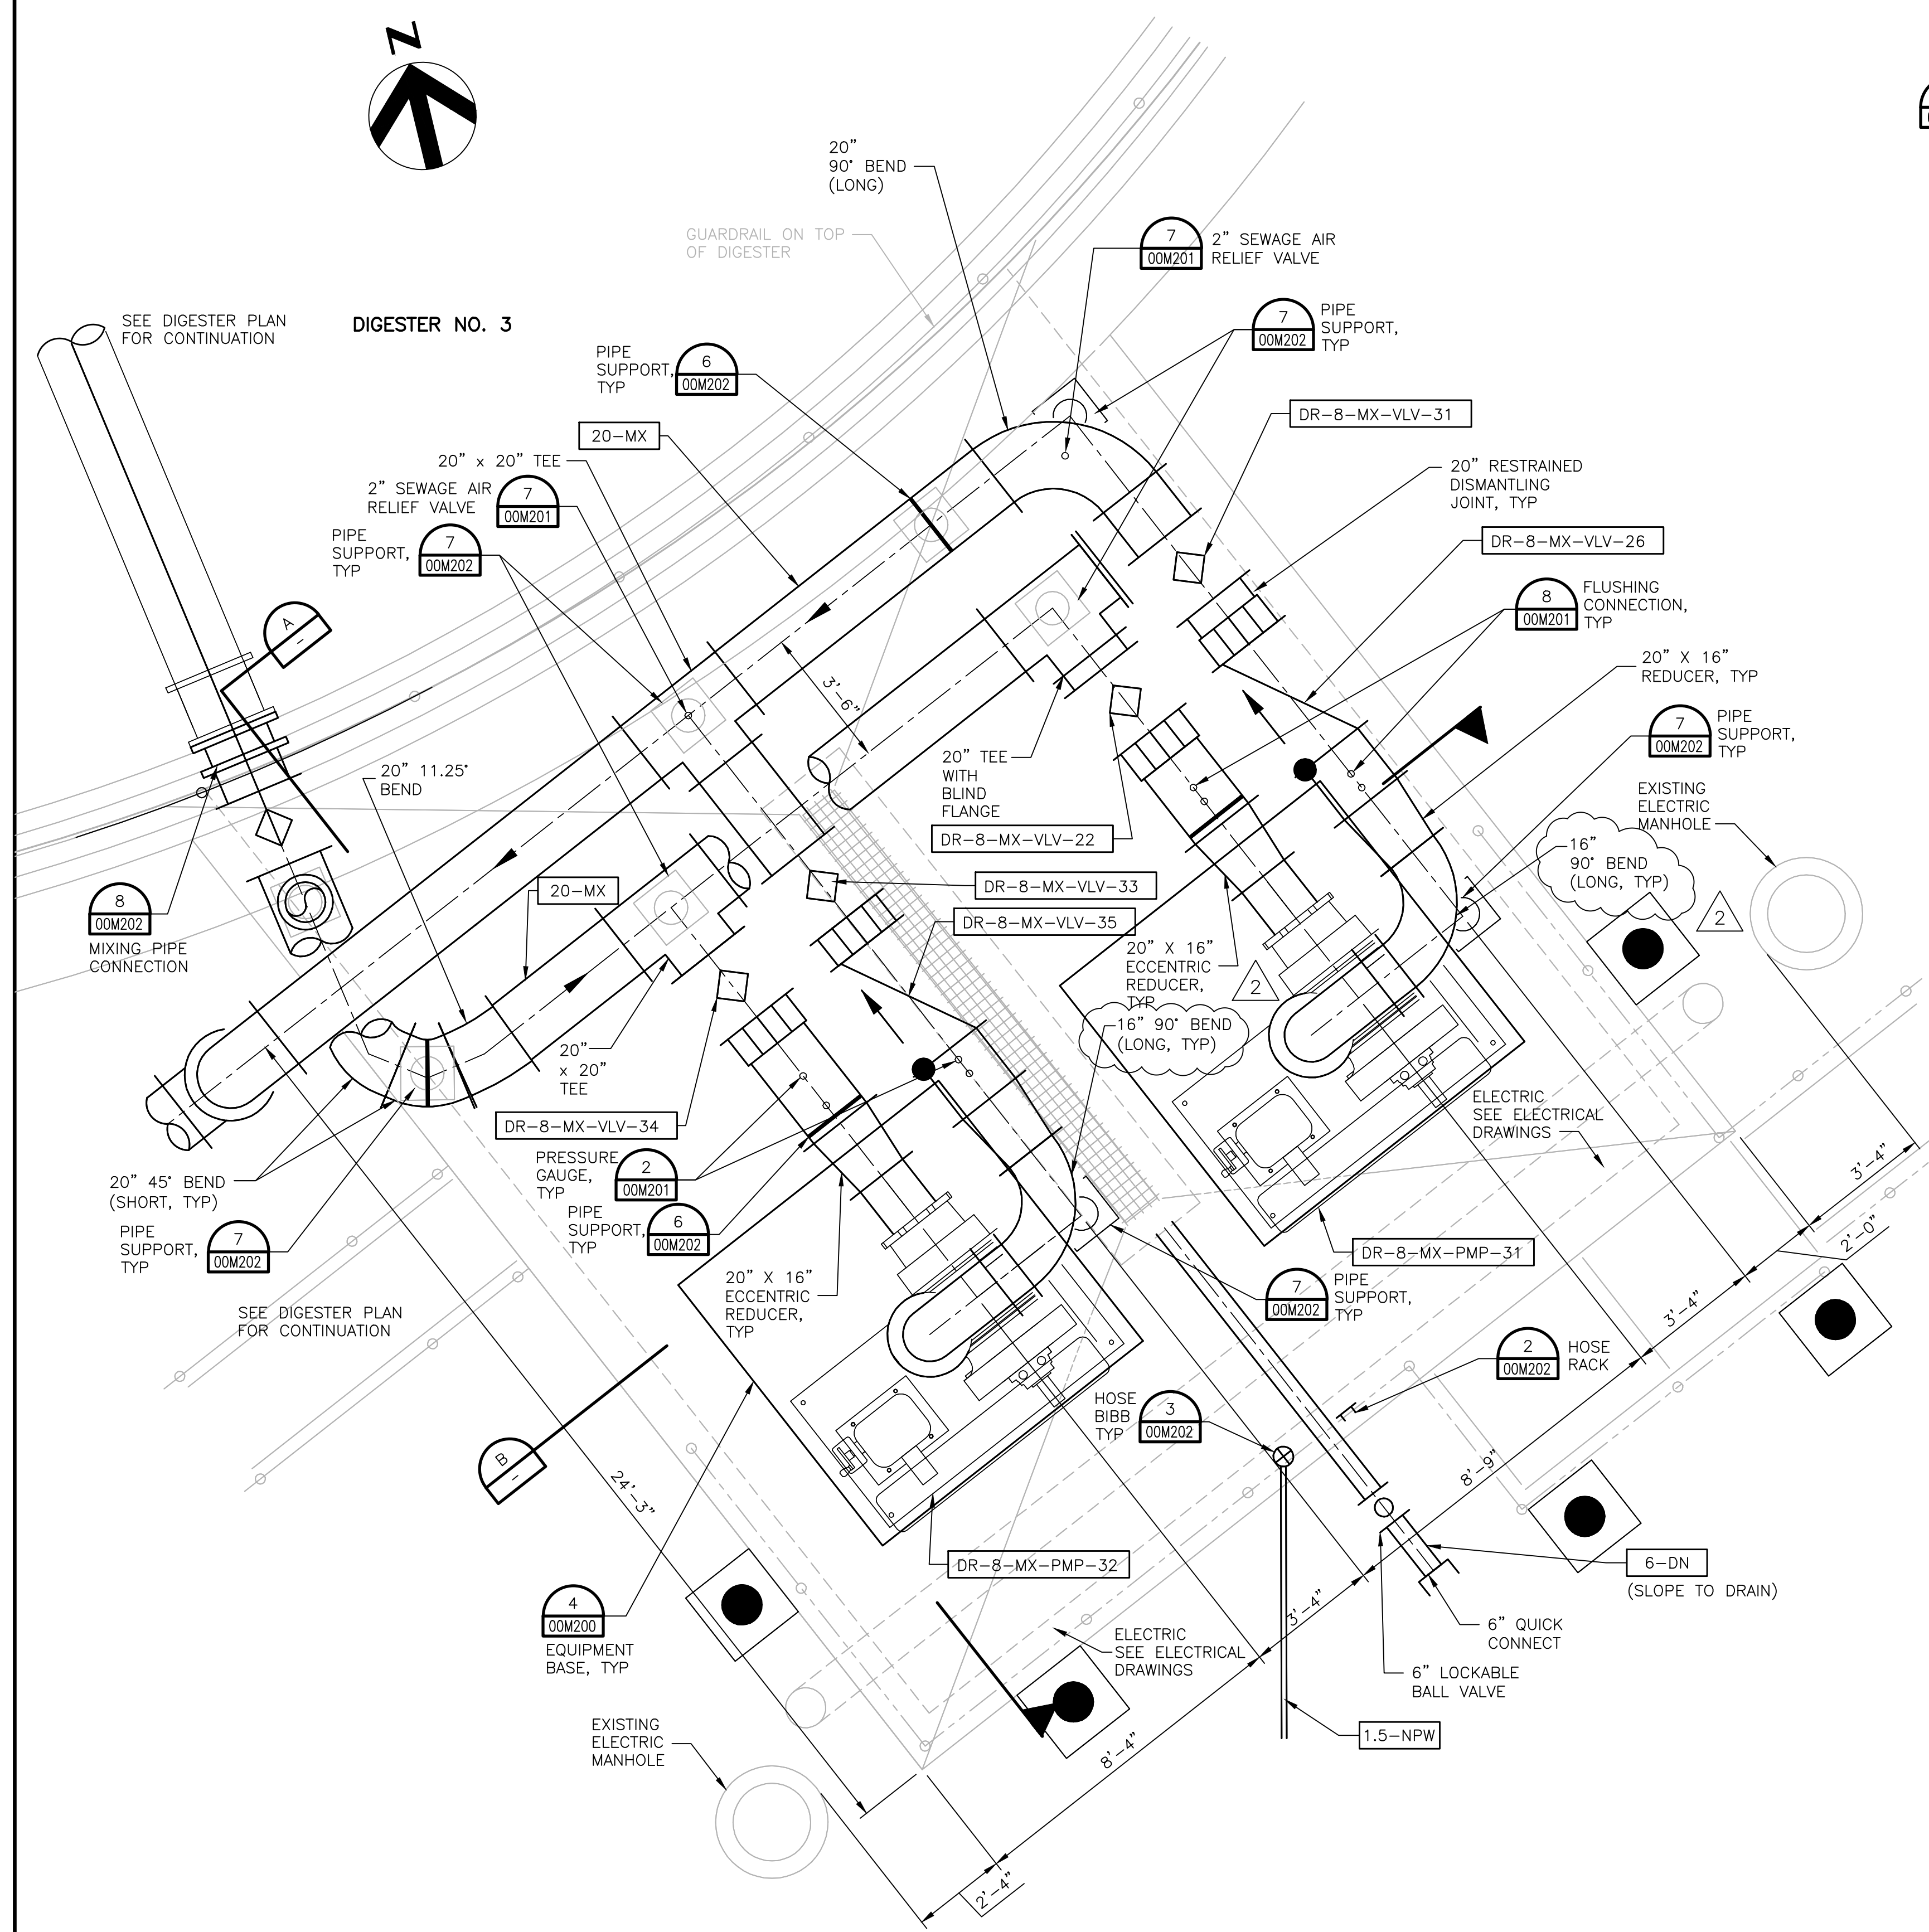 N
20"
90° BEND
(LONG)
GUARDRAIL ON TOP
OF DIGESTER
7
00M201
2" SEWAGE AIR
RELIEF VALVE
SEE DIGESTER PLAN
FOR CONTINUATION
DIGESTER NO. 3
7
00M202
PIPE
SUPPORT,
TYP
PIPE
SUPPORT,
TYP
6
00M202
DR-8-MX-VLV-31
20-MX
20" x 20" TEE
2" SEWAGE AIR
RELIEF VALVE
7
00M201
20" RESTRAINED
DISMANTLING
JOINT, TYP
PIPE
SUPPORT,
TYP
7
00M202
DR-8-MX-VLV-26
8
00M201
FLUSHING
CONNECTION,
TYP
A
-
20" X 16"
REDUCER, TYP
3'-6"
7
00M202
PIPE
SUPPORT,
TYP
20" 11.25°
BEND
20" TEE
WITH
BLIND
FLANGE
EXISTING
ELECTRIC
MANHOLE
DR-8-MX-VLV-22
16"
90° BEND
(LONG, TYP)
2
8
00M202
MIXING PIPE
CONNECTION
20-MX
DR-8-MX-VLV-33
DR-8-MX-VLV-35
20" X 16"
ECCENTRIC
REDUCER,
TYP
2
16" 90° BEND
(LONG, TYP)
20"
x 20"
TEE
DR-8-MX-VLV-34
ELECTRIC
SEE ELECTRICAL
DRAWINGS
PRESSURE
GAUGE,
TYP
2
00M201
20" 45° BEND
(SHORT, TYP)
PIPE
SUPPORT,
TYP
6
00M202
PIPE
SUPPORT,
TYP
7
00M202
3'-4"
2'-0"
DR-8-MX-PMP-31
20" X 16"
ECCENTRIC
REDUCER,
TYP
7
00M202
PIPE
SUPPORT,
TYP
3'-4"
SEE DIGESTER PLAN
FOR CONTINUATION
2
00M202
HOSE
RACK
HOSE
BIBB
TYP
3
00M202
B
-
24'-3"
8'-9"
DR-8-MX-PMP-32
6-DN
(SLOPE TO DRAIN)
4
00M200
EQUIPMENT
BASE, TYP
3'-4"
6" QUICK
CONNECT
ELECTRIC
SEE ELECTRICAL
DRAWINGS
6" LOCKABLE
BALL VALVE
EXISTING
ELECTRIC
MANHOLE
1.5-NPW
8'-4"
2'-4"